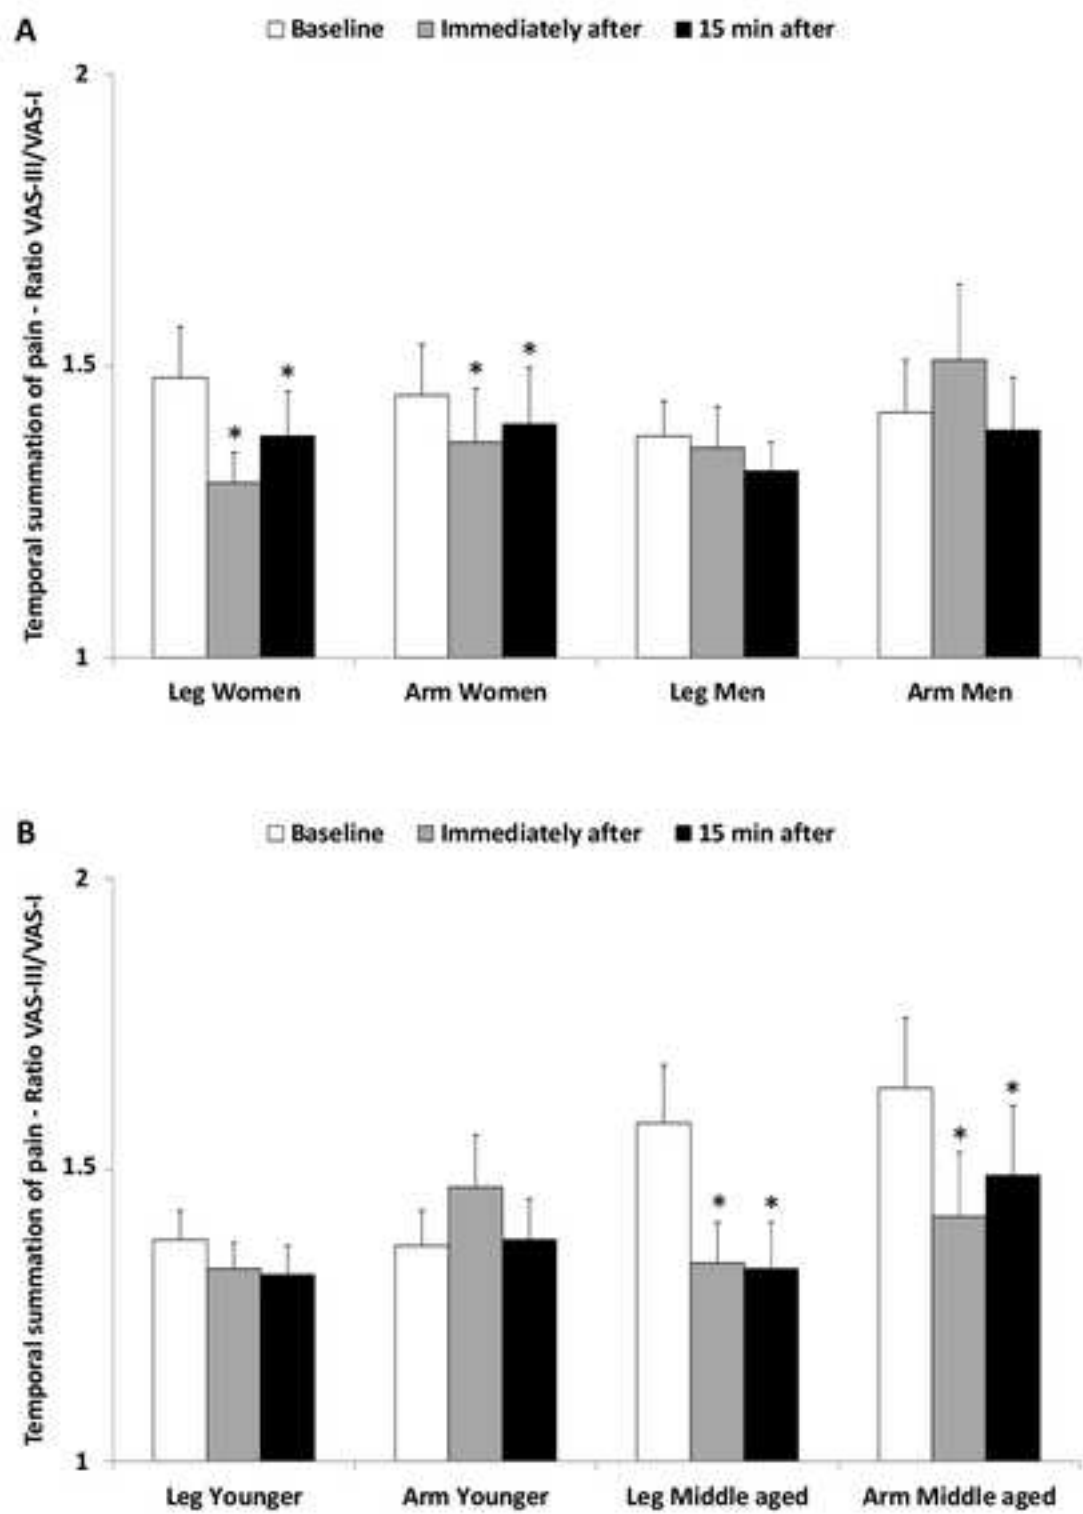 A
Baseline Immediately after 15 min after
Temporal summation of pain - Ratio VAS-III/VAS-I
2
1.5
1
* * * *
Leg Women Arm Women Leg Men Arm Men
B
Baseline Immediately after 15 min after
Temporal summation of pain - Ratio VAS-III/VAS-I
2
1.5
1
* * * *
Leg Younger Arm Younger Leg Middle aged Arm Middle aged